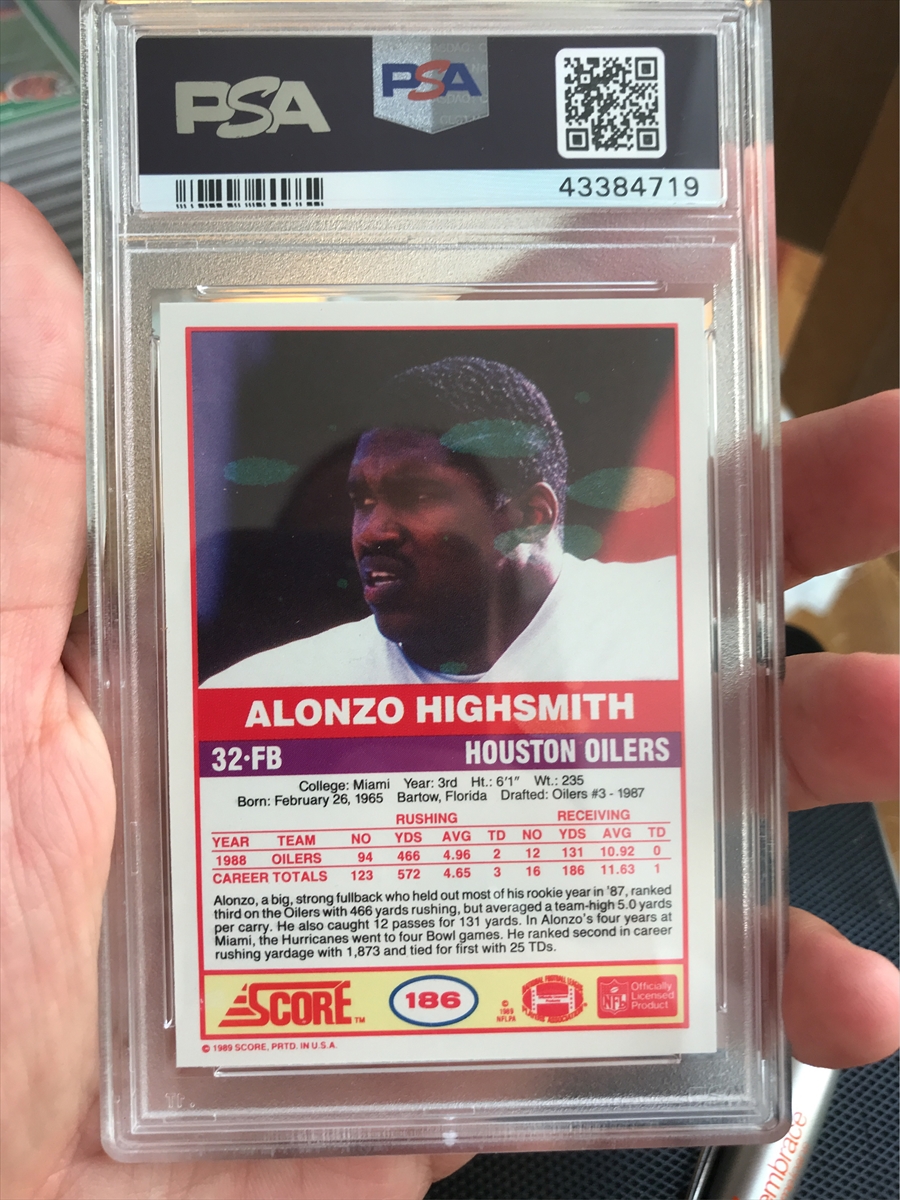 PSA
PSA
43384719
ALONZO HIGHSMITH
32·FB HOUSTON OILERS
College: Miami Year: 3rd Ht.: 6'1" Wt.: 235
Born: February 26, 1965 Bartow, Florida Drafted: Oilers #3 - 1987
RUSHING RECEIVING
YEAR TEAM NO YDS AVG TD NO YDS AVG TD
1988 OILERS 94 466 4.96 2 12 131 10.92 0
CAREER TOTALS 123 572 4.65 3 16 186 11.63 1
Alonzo, a big, strong fullback who held out most of his rookie year in '87, ranked
third on the Oilers with 466 yards rushing, but averaged a team-high 5.0 yards
per carry. He also caught 12 passes for 131 yards. In Alonzo's four years at
Miami, the Hurricanes went to four Bowl games. He ranked second in career
rushing yardage with 1,873 and tied for first with 25 TDs.
SCORE™
186
© 1989 NFLPA
NFL
Officially
Licensed
Product
© 1989 SCORE, PRTD. IN U.S.A.
embrace